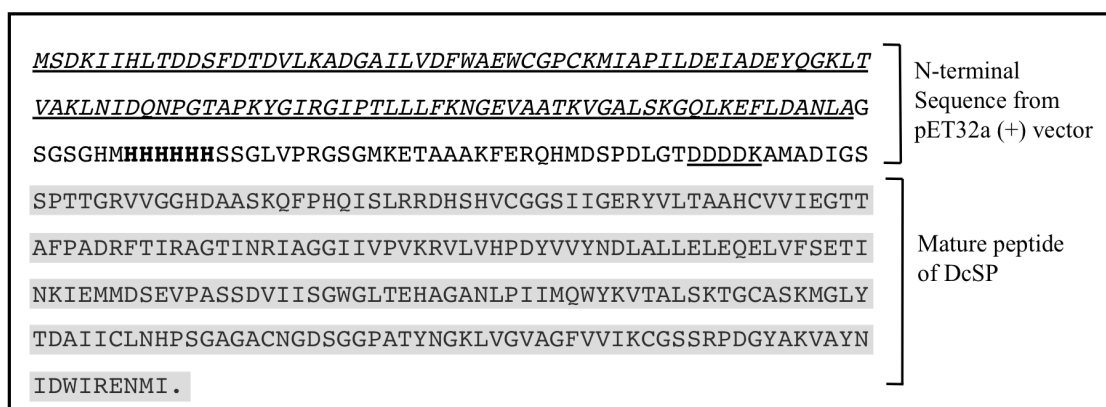 MSDKIIHLTDDSFDTDVLKADGAILVDFWAEWCGPCKMIAPILDEIADEYQGKLT
VAKLNIDQNPGTAPKYGIRGIPTLLLFKNGEVAATKVGALSKGQLKEFLDANLAG
SGSGHMHHHHHHSSGLVPRGSGMKETAAAKFERQHMDSPDLGTDDDDKAMADIGS
N-terminal
Sequence from
pET32a (+) vector
SPTTGRVVGGHDAASKQFPHQISLRRDHSHVCGGSIIGERYVLTAAHCVVIEGTT
AFPADRFTIRAGTINRIAGGIIVPVKRVLVHPDYVVYNDLALLELEQELVFSETI
NKIEMMDSEVPASSDVIISGWGLTEHAGANLPIIMQWYKVTALSKTGCASKMGLY
TDAIICLNHPSGAGACNGDSGGPATYNGKLVGVAGFVVIKCGSSRPDGYAKVAYN
IDWIRENMI.
Mature peptide
of DcSP